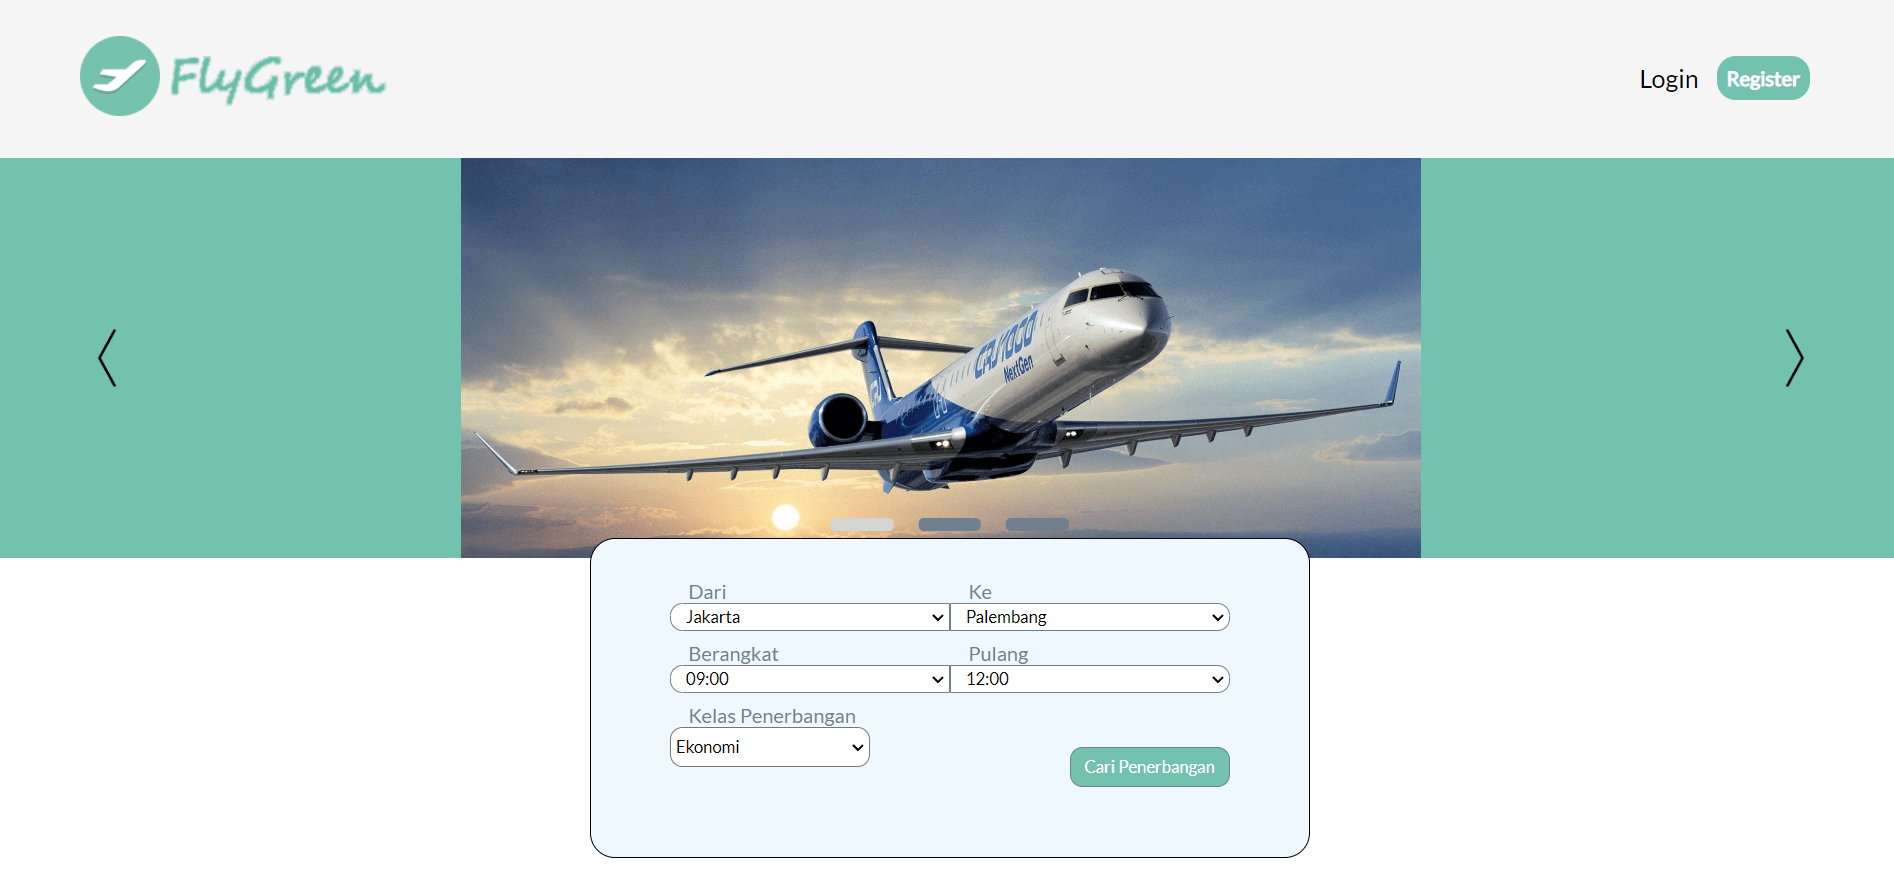 FlyGreen
Login Register
CRJ1000
NextGen
Dari Ke
Jakarta Palembang
Berangkat Pulang
09:00 12:00
Kelas Penerbangan
Ekonomi
Cari Penerbangan